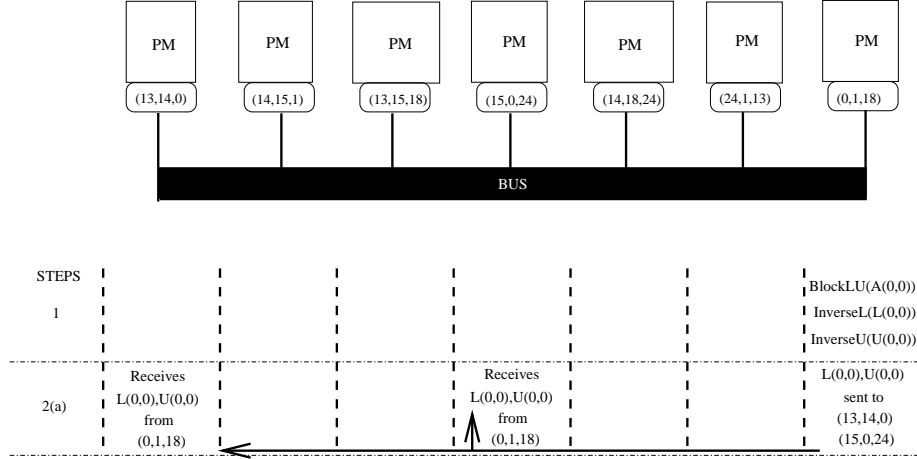 PM PM PM PM PM PM PM
(13,14,0) (14,15,1) (13,15,18) (15,0,24) (14,18,24) (24,1,13) (0,1,18)
BUS
STEPS
1
BlockLU(A(0,0))
InverseL(L(0,0))
InverseU(U(0,0))
2(a)
Receives
L(0,0),U(0,0)
from
(0,1,18)
Receives
L(0,0),U(0,0)
from
(0,1,18)
L(0,0),U(0,0)
sent to
(13,14,0)
(15,0,24)